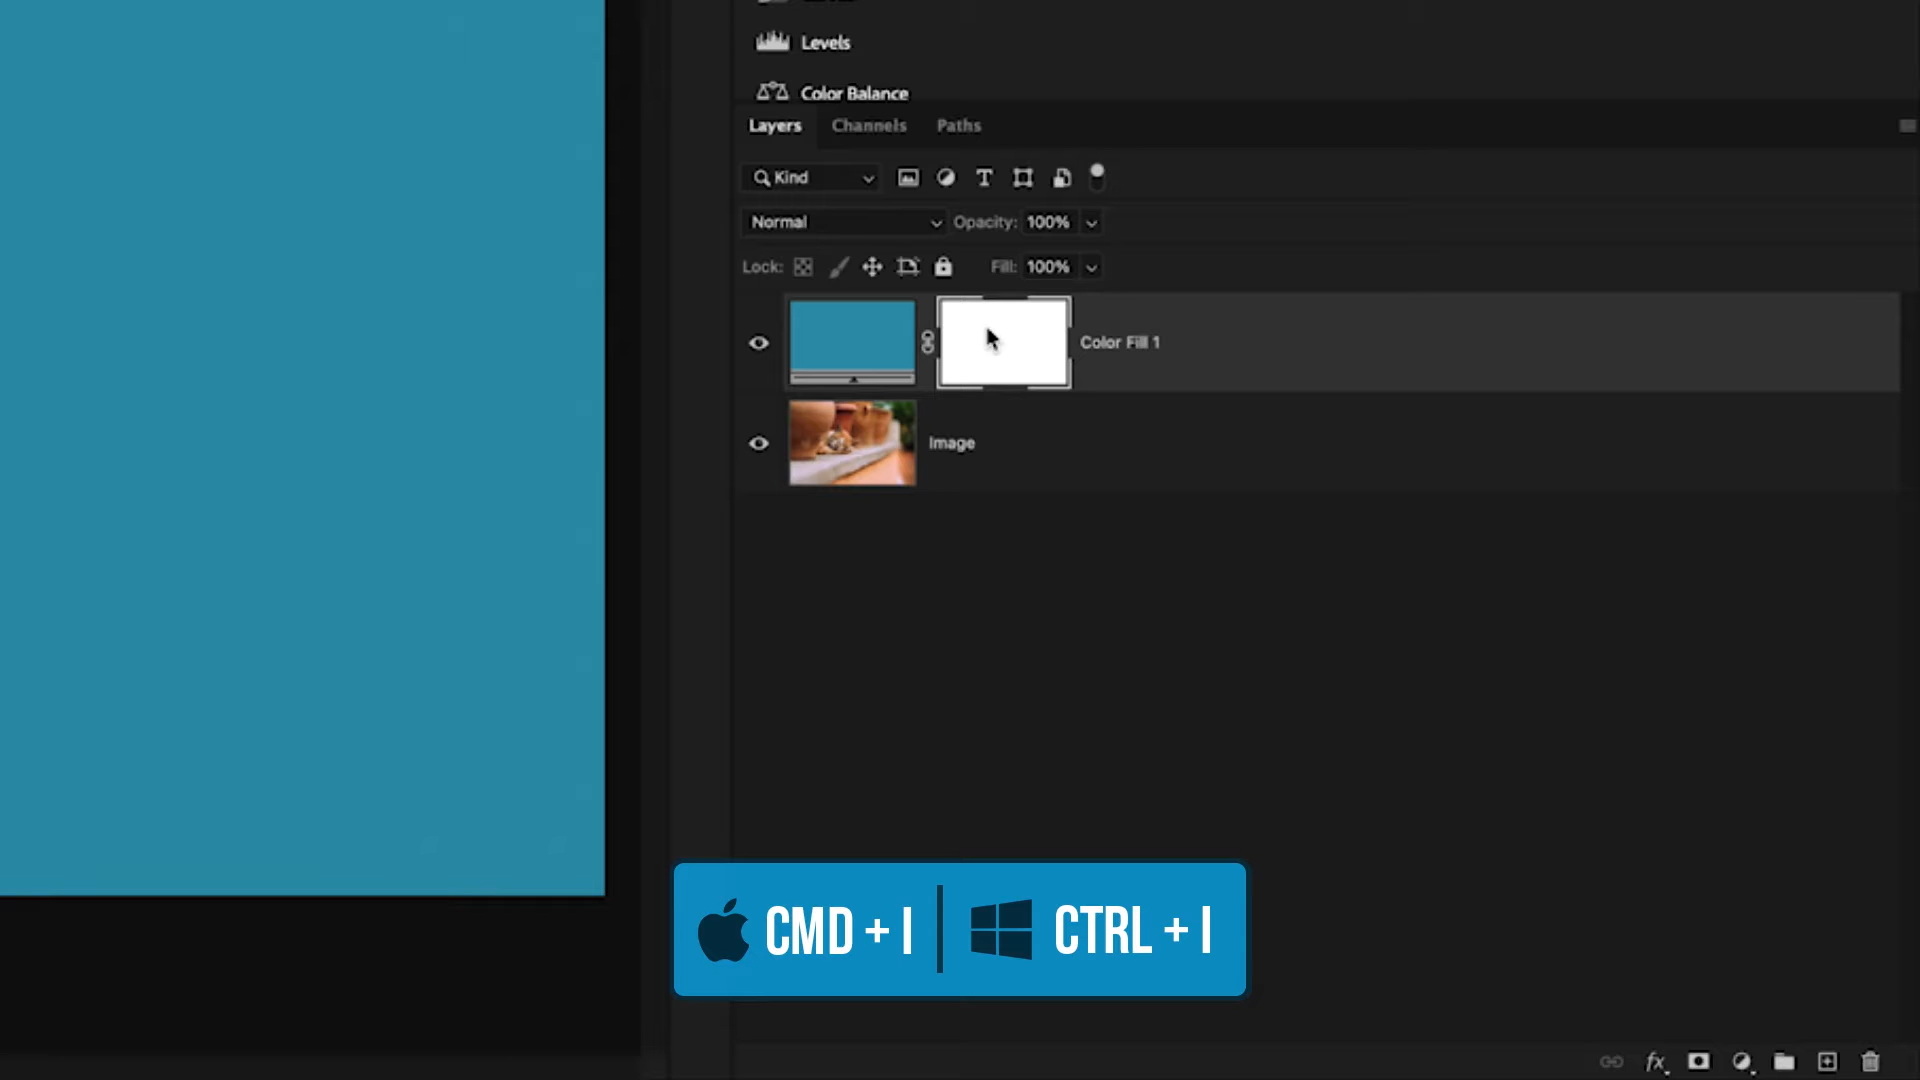 Levels
Color Balance
Layers Channels Paths
Kind
Normal Opacity: 100%
Lock: Fill: 100%
Color Fill 1
Image
CMD + I CTRL + I
fx